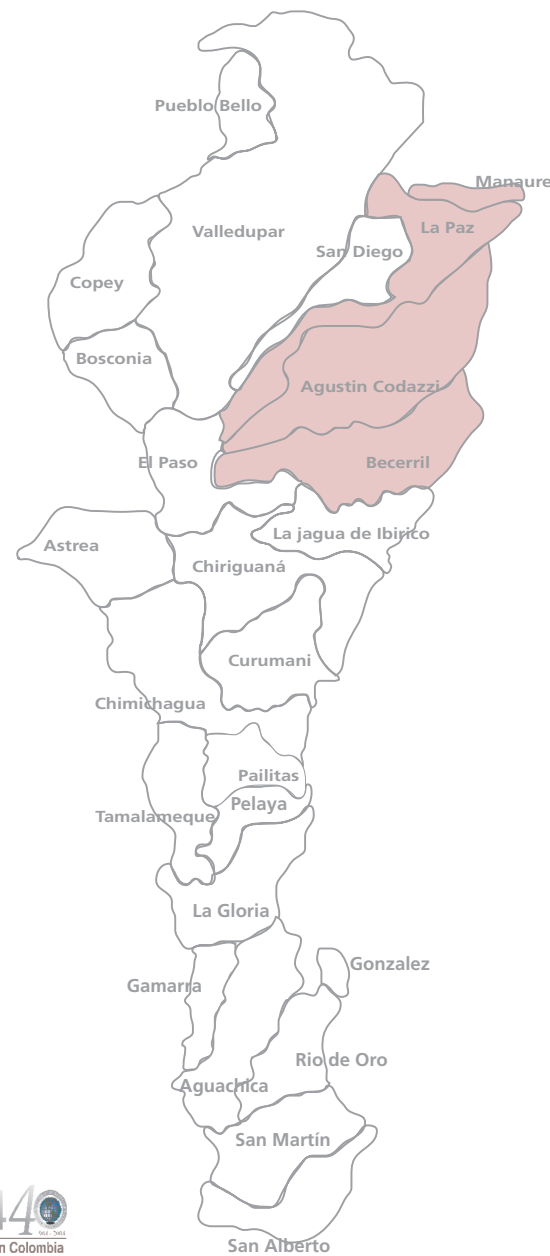 Pueblo Bello
Manaure
Valledupar
La Paz
San Diego
Copey
Bosconia
Agustin Codazzi
El Paso
Becerril
La jagua de Ibirico
Astrea
Chiriguaná
Curumani
Chimichagua
Pailitas
Pelaya
Tamalameque
La Gloria
Gonzalez
Gamarra
Rio de Oro
Aguachica
San Martín
San Alberto
40
n Colombia